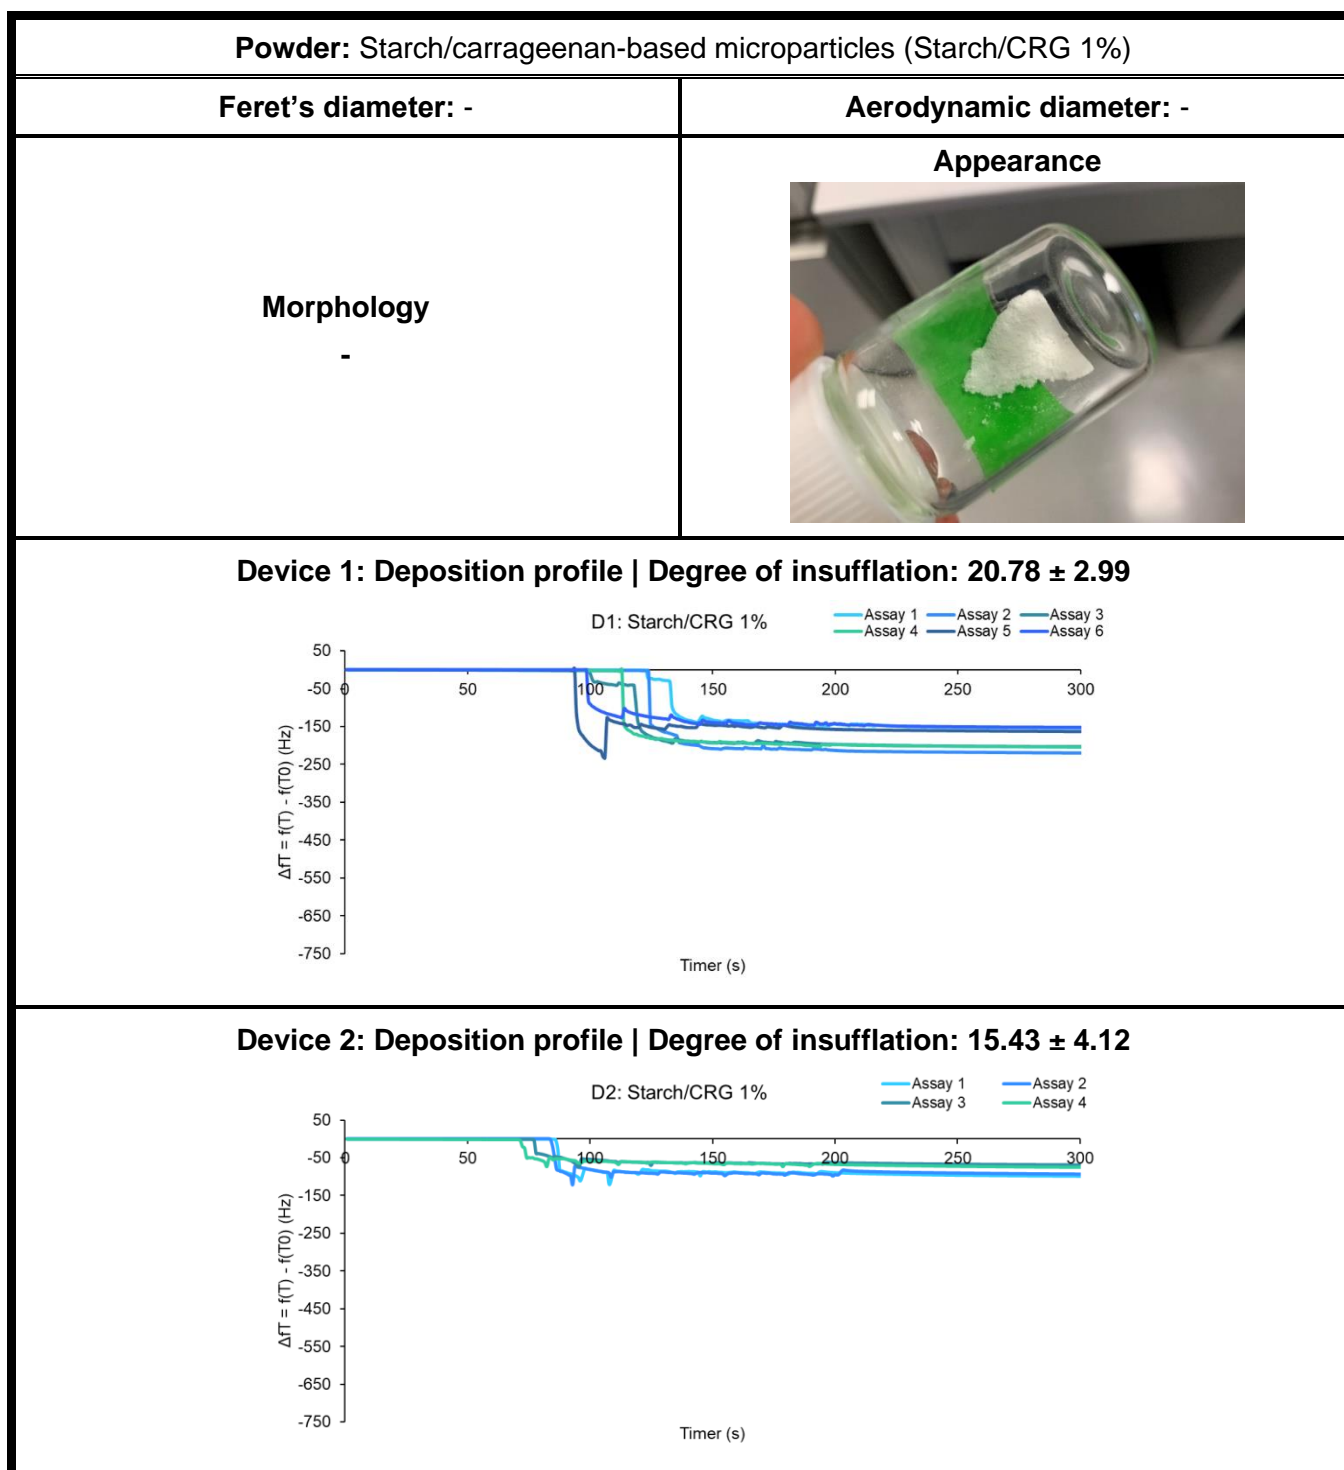 Powder: Starch/carrageenan-based microparticles (Starch/CRG 1%)
Feret's diameter: -
Aerodynamic diameter: -
Morphology
-
Appearance
Device 1: Deposition profile | Degree of insufflation: 20.78 ± 2.99
D1: Starch/CRG 1%
Assay 1 Assay 2 Assay 3
Assay 4 Assay 5 Assay 6
50
-50
-150
-250
-350
-450
-550
-650
-750
0 50 100 150 200 250 300
ΔfT = f(T) - f(T0) (Hz)
Timer (s)
Device 2: Deposition profile | Degree of insufflation: 15.43 ± 4.12
D2: Starch/CRG 1%
Assay 1 Assay 2
Assay 3 Assay 4
50
-50
-150
-250
-350
-450
-550
-650
-750
0 50 100 150 200 250 300
ΔfT = f(T) - f(T0) (Hz)
Timer (s)